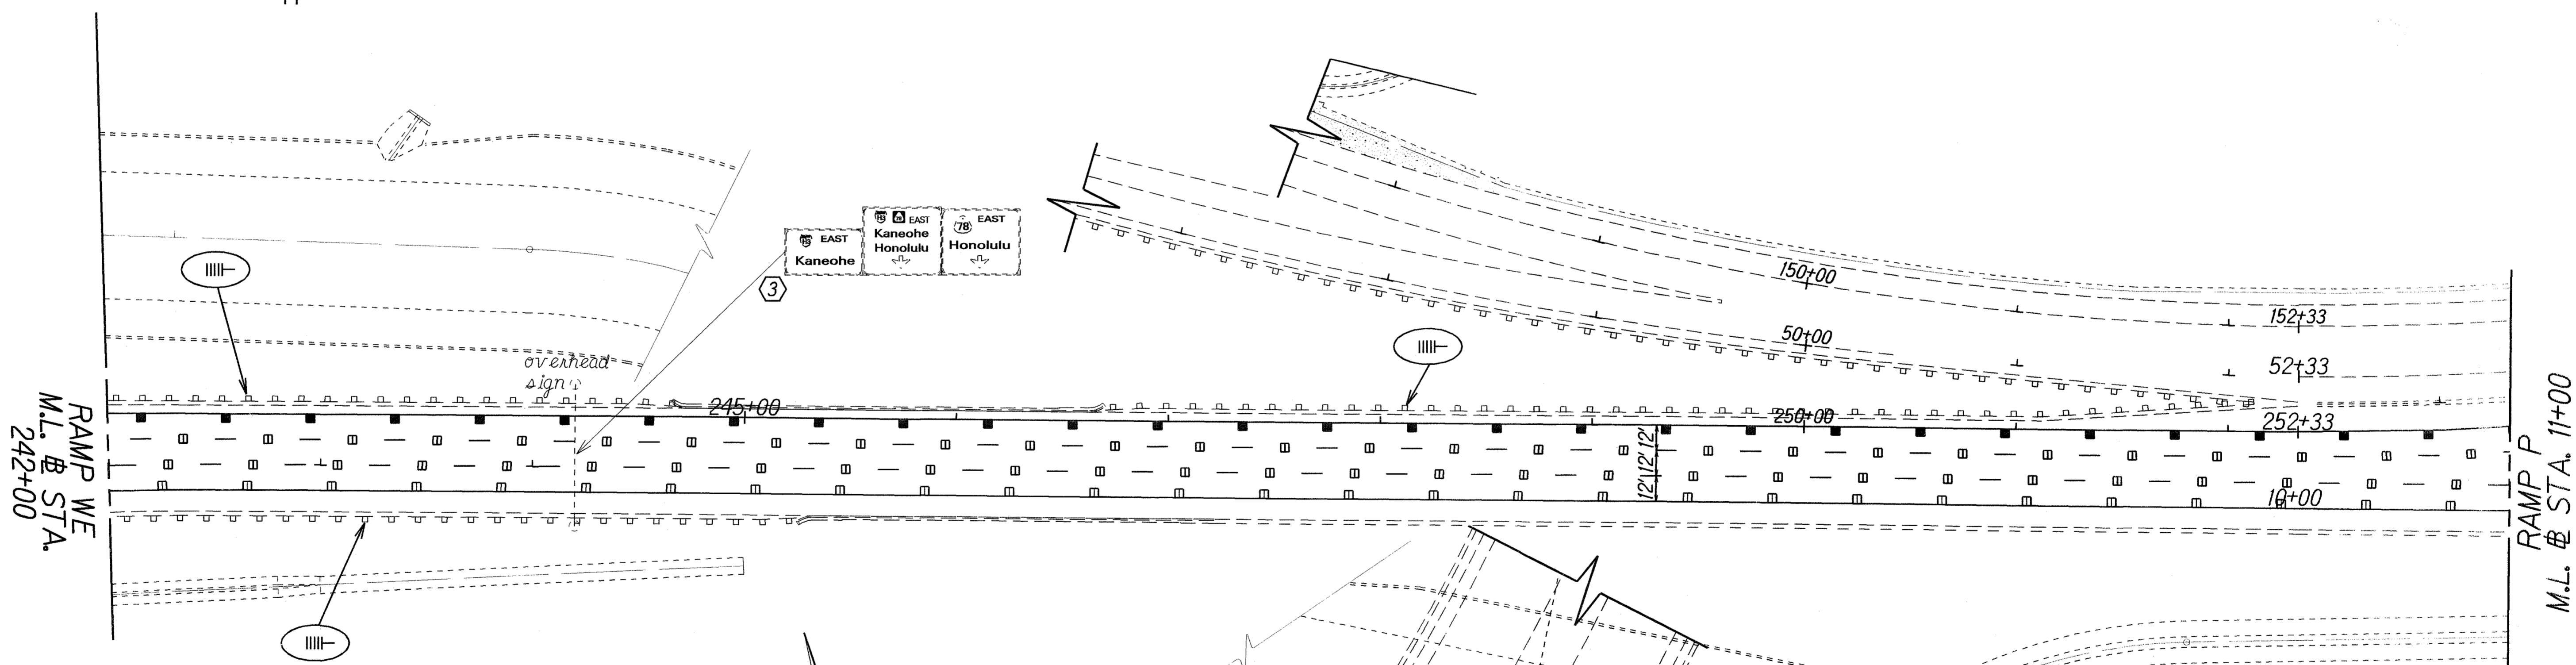 EAST
Kaneohe
H3 78 EAST
Kaneohe
Honolulu
78 EAST
Honolulu
3
overhead
sign
245+00
150+00
50+00
152+33
52+33
250+00
252+33
12' 12' 12'
10+00
RAMP WE
M.L. ℄ STA.
242+00
RAMP P
M.L. ℄ STA. 11+00